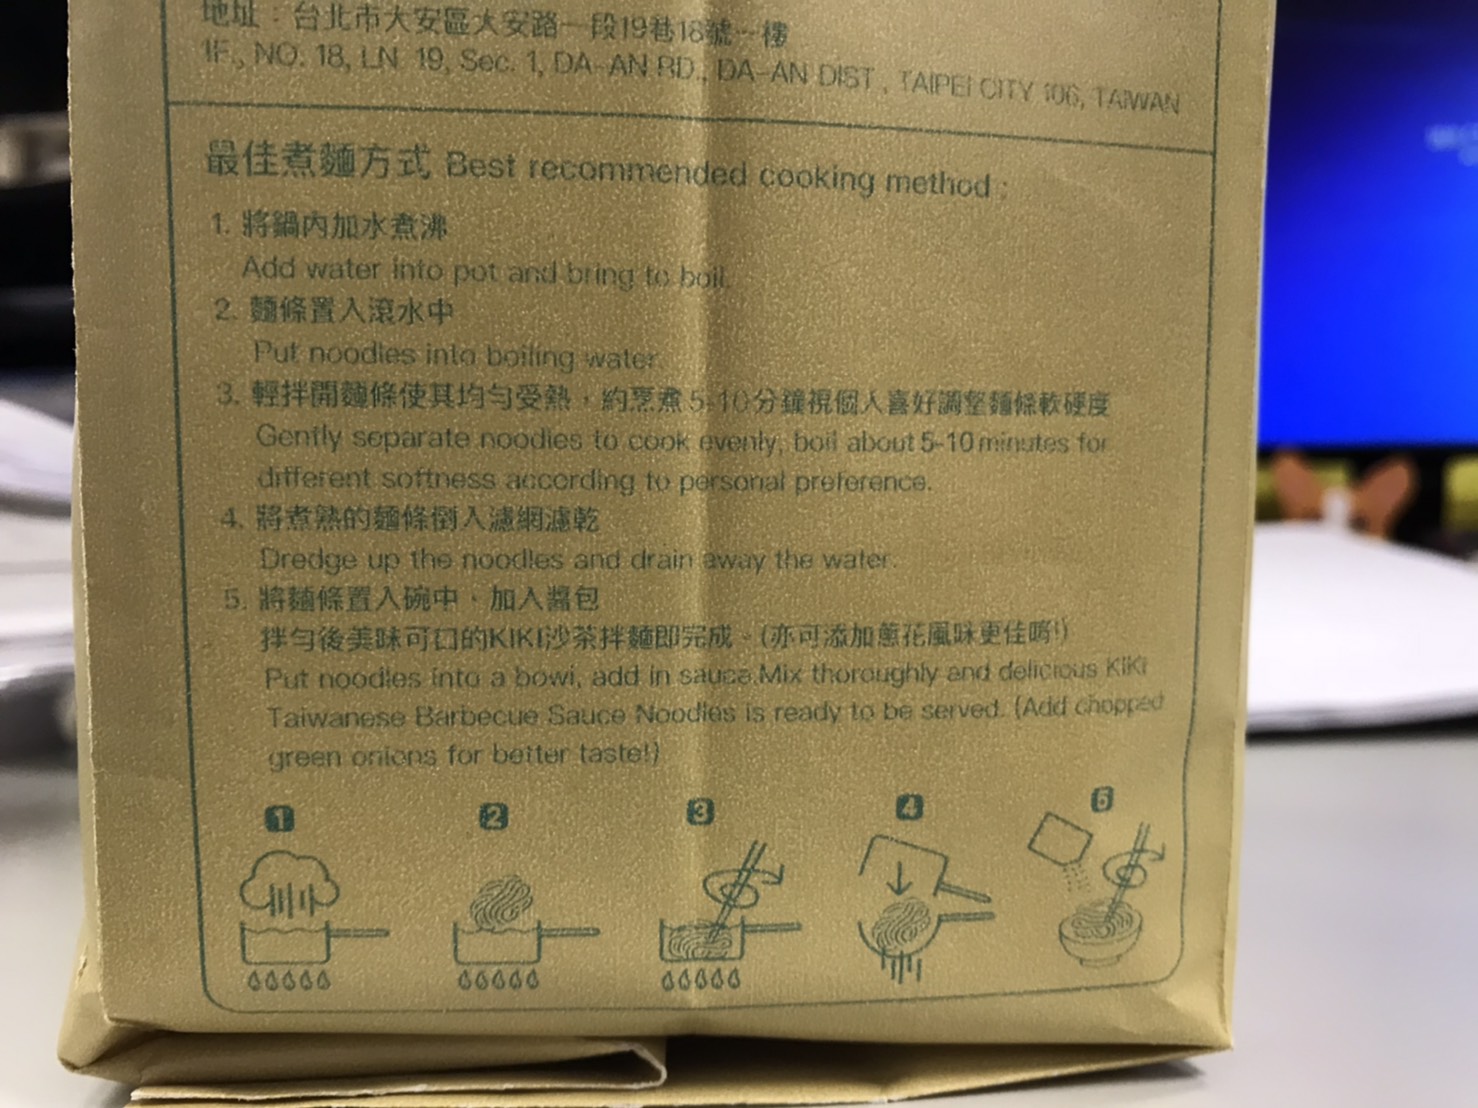 地址：台北市大安區大安路一段19巷18號一樓
1F., NO. 18, LN 19, Sec. 1, DA-AN RD., DA-AN DIST , TAIPEI CITY 106, TAIWAN
最佳煮麵方式 Best recommended cooking method :
1. 將鍋內加水煮沸
Add water into pot and bring to boil.
2. 麵條置入滾水中
Put noodles into boiling water.
3. 輕拌開麵條使其均勻受熱，約烹煮5-10分鐘視個人喜好調整麵條軟硬度
Gently separate noodles to cook evenly, boil about 5-10 minutes for
different softness according to personal preference.
4. 將煮熟的麵條倒入濾網濾乾
Dredge up the noodles and drain away the water.
5. 將麵條置入碗中、加入醬包
拌勻後美味可口的KIKI沙茶拌麵即完成。(亦可添加蔥花風味更佳唷!)
Put noodles into a bowl, add in sauce.Mix thoroughly and delicious KiKi
Taiwanese Barbecue Sauce Noodles is ready to be served. (Add chopped
green onions for better taste!)
1 2 3 4 5